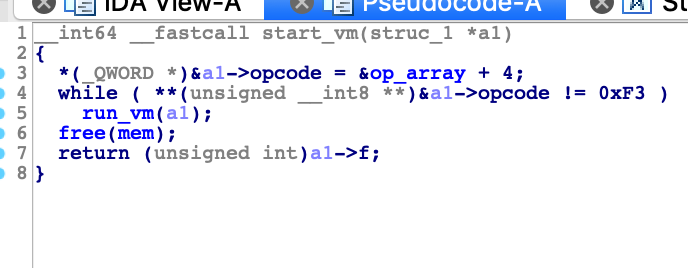 IDA View-A Pseudocode-A St
1 __int64 __fastcall start_vm(struc_1 *a1)
2 {
3 *(_QWORD *)&a1->opcode = &op_array + 4;
4 while ( **(unsigned __int8 **)&a1->opcode != 0xF3 )
5 run_vm(a1);
6 free(mem);
7 return (unsigned int)a1->f;
8 }